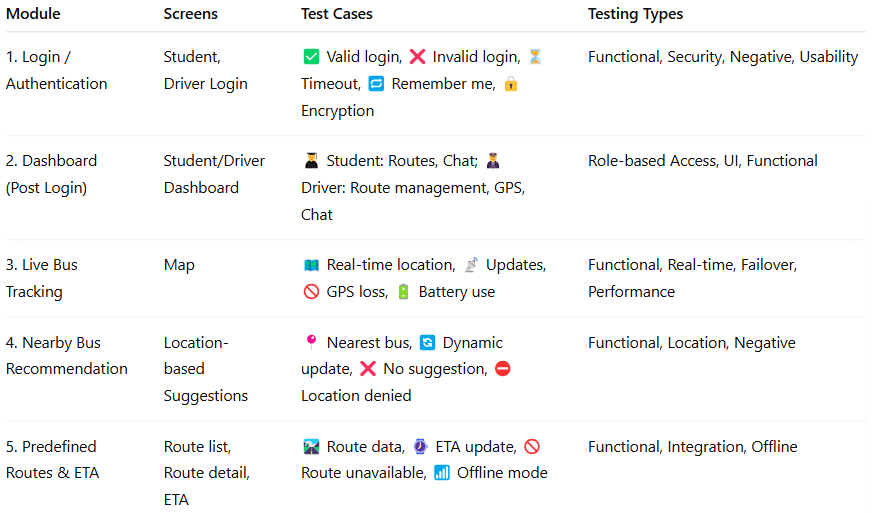 Module Screens Test Cases Testing Types
1. Login / Authentication
Student, Driver Login
✅ Valid login, ❌ Invalid login, ⏳
Timeout, 🔁 Remember me, 🔒
Encryption
Functional, Security, Negative, Usability
2. Dashboard
(Post Login)
Student/Driver
Dashboard
👨‍🎓 Student: Routes, Chat; 👨‍✈️
Driver: Route management, GPS,
Chat
Role-based Access, UI, Functional
3. Live Bus
Tracking
Map
🗺️ Real-time location, 📡 Updates,
🚫 GPS loss, 🔋 Battery use
Functional, Real-time, Failover,
Performance
4. Nearby Bus
Recommendation
Location-
based
Suggestions
📍 Nearest bus, 🔄 Dynamic
update, ❌ No suggestion, ⛔
Location denied
Functional, Location, Negative
5. Predefined
Routes & ETA
Route list,
Route detail,
ETA
🛣️ Route data, ⌚ ETA update, 🚫
Route unavailable, 📶 Offline mode
Functional, Integration, Offline